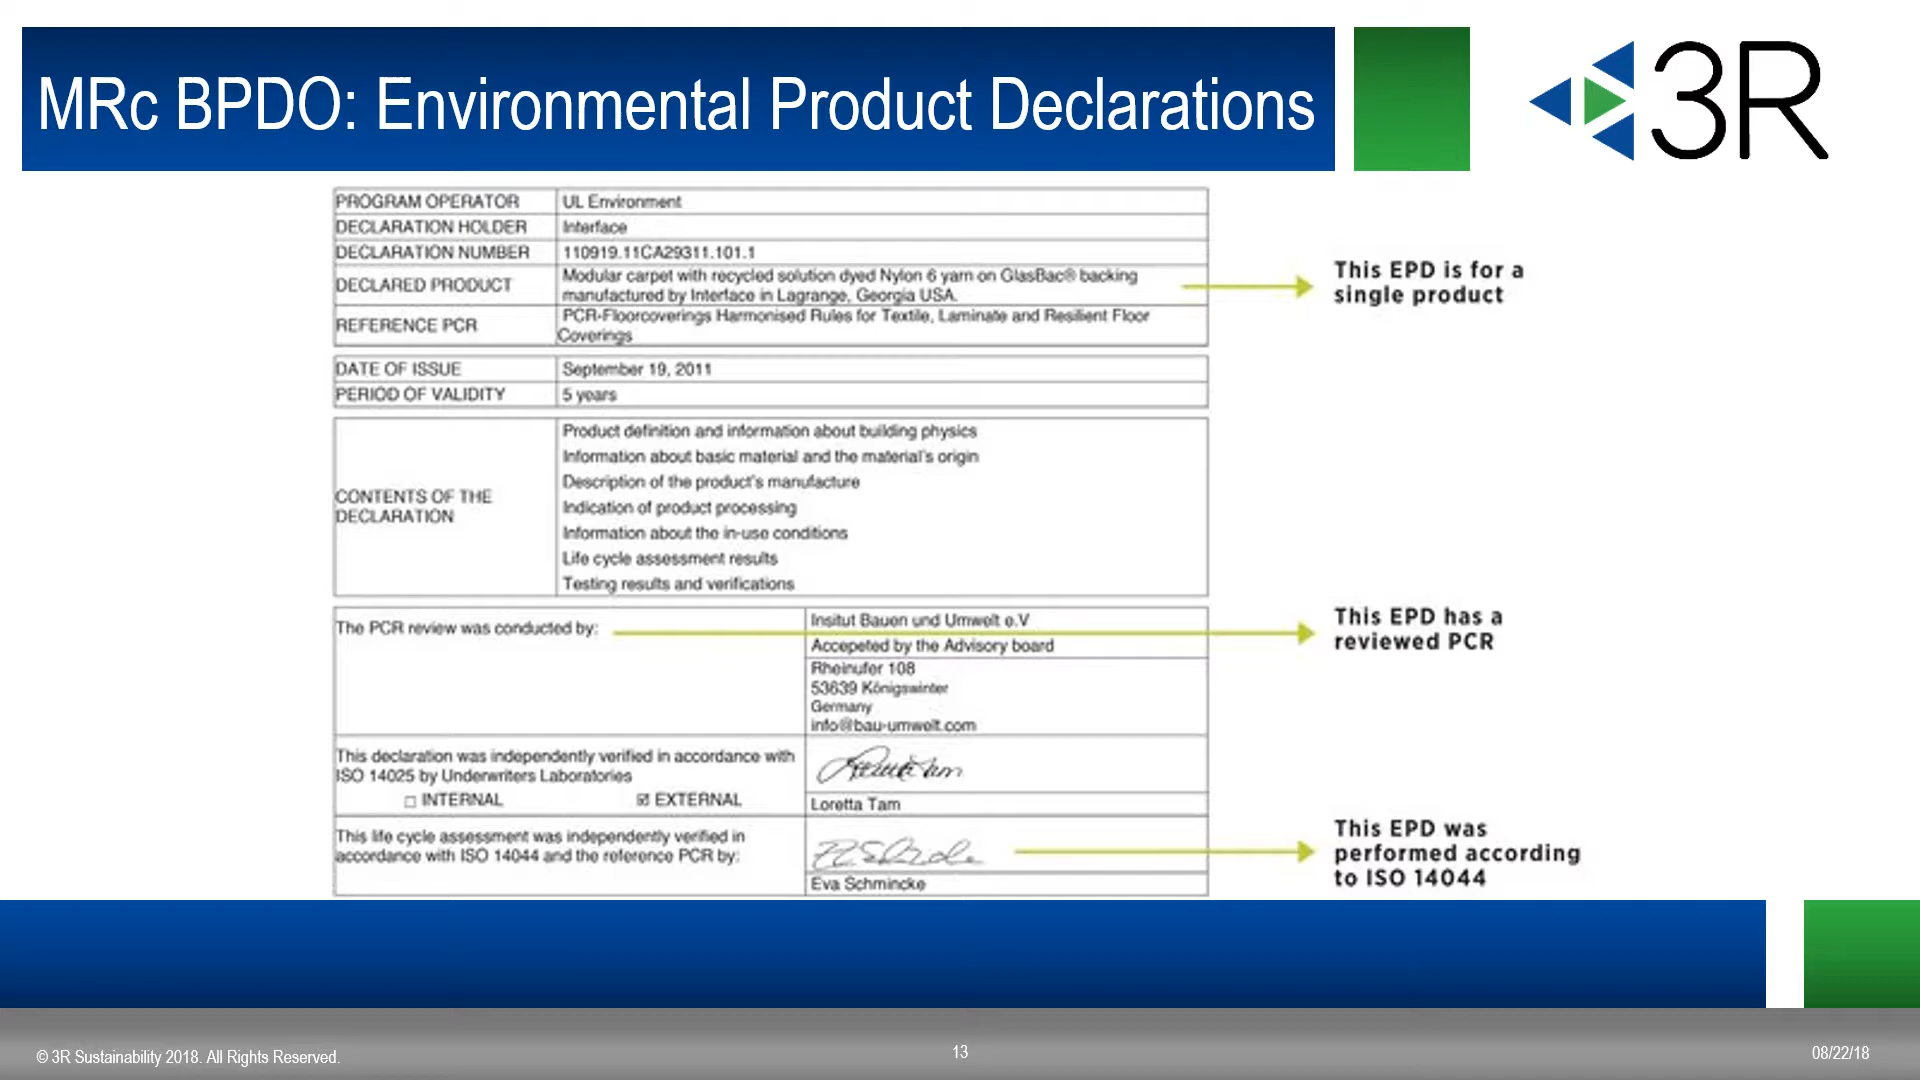 MRc BPDO: Environmental Product Declarations
3R
PROGRAM OPERATOR UL Environment
DECLARATION HOLDER Interface
DECLARATION NUMBER 110919.11CA29311.101.1
DECLARED PRODUCT Modular carpet with recycled solution dyed Nylon 6 yarn on GlasBac® backing
manufactured by Interface in Lagrange, Georgia USA.
REFERENCE PCR PCR-Floorcoverings Harmonised Rules for Textile, Laminate and Resilient Floor
Coverings
This EPD is for a
single product
DATE OF ISSUE September 19, 2011
PERIOD OF VALIDITY 5 years
CONTENTS OF THE
DECLARATION
Product definition and information about building physics
Information about basic material and the material's origin
Description of the product's manufacture
Indication of product processing
Information about the in-use conditions
Life cycle assessment results
Testing results and verifications
The PCR review was conducted by:
Insitut Bauen und Umwelt e.V
Accepeted by the Advisory board
Rheinufer 108
53639 Königswinter
Germany
info@bau-umwelt.com
This EPD has a
reviewed PCR
This declaration was independently verified in accordance with
ISO 14025 by Underwriters Laboratories
☐ INTERNAL ☑ EXTERNAL
Loretta Tam
This life cycle assessment was independently verified in
accordance with ISO 14044 and the reference PCR by:
Eva Schmincke
This EPD was
performed according
to ISO 14044
© 3R Sustainability 2018. All Rights Reserved.
13
08/22/18